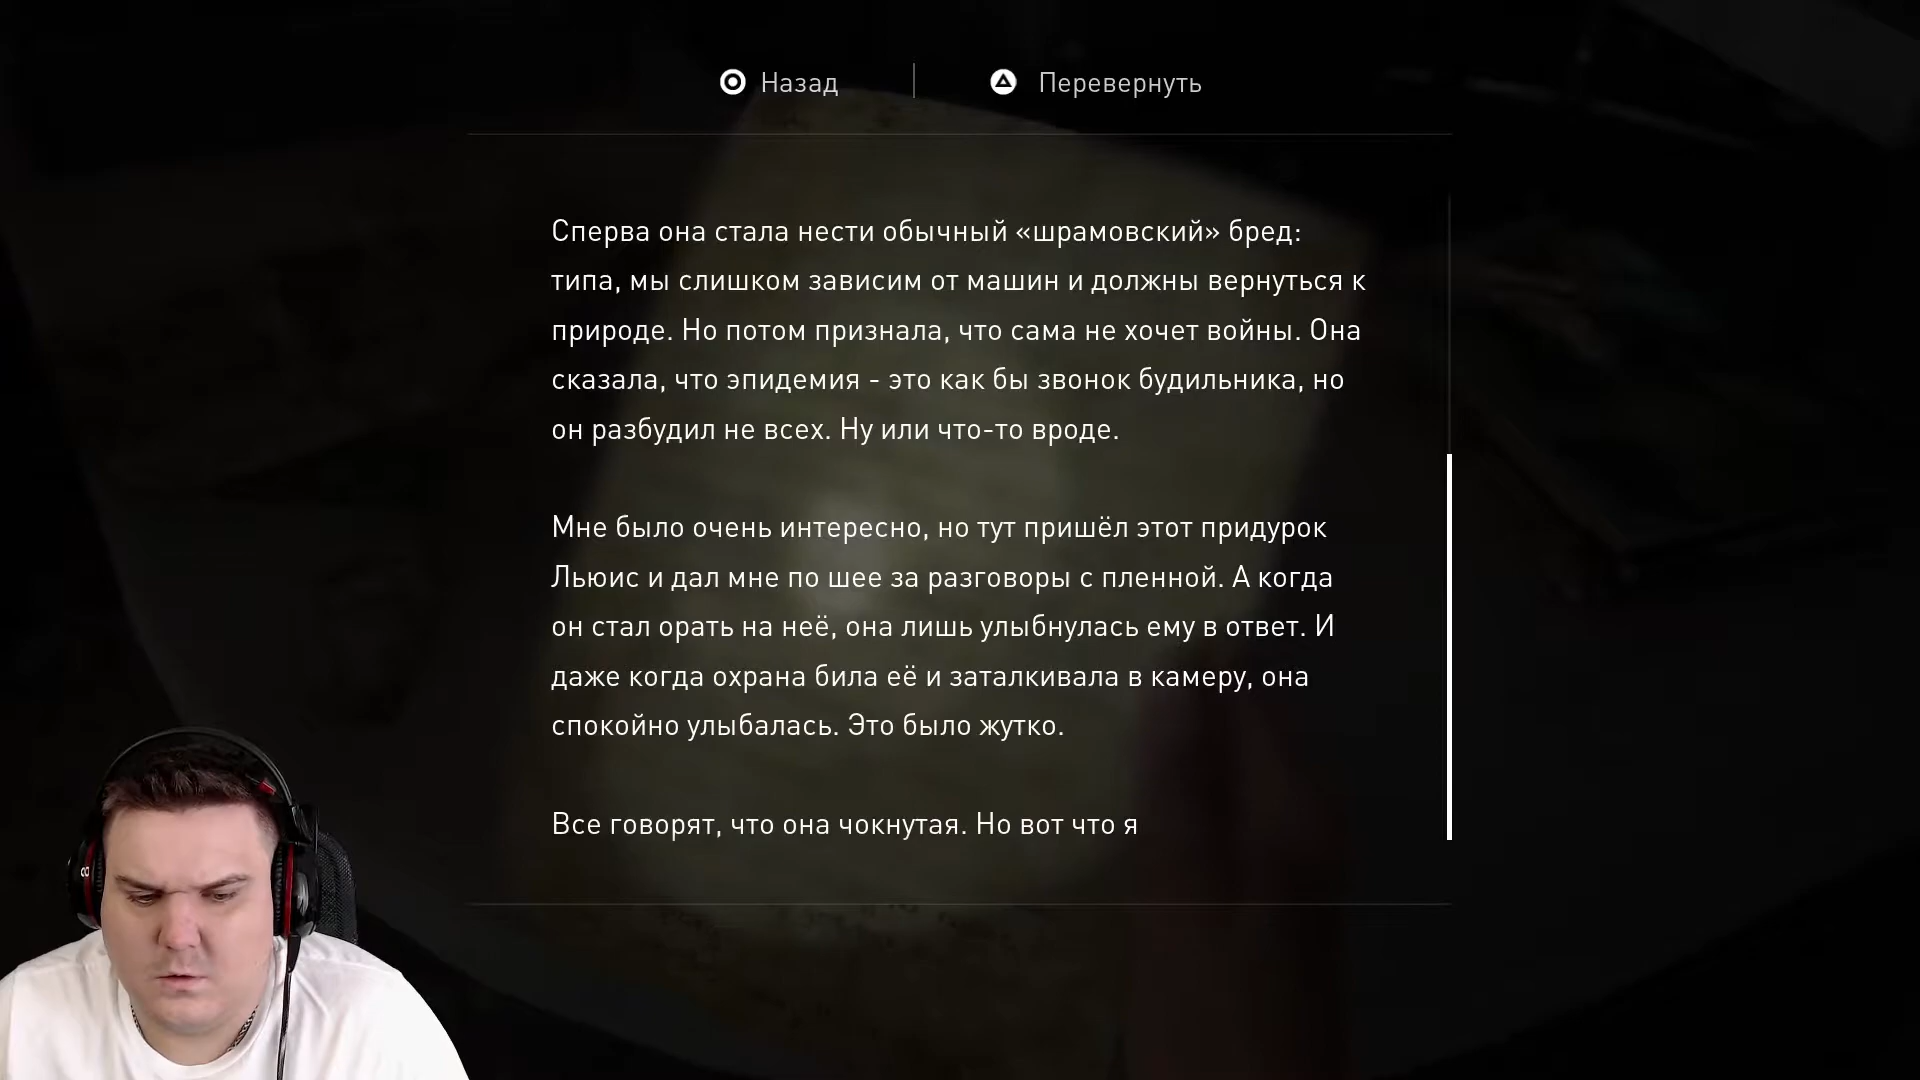 Назад
Перевернуть
Сперва она стала нести обычный «шрамовский» бред:
типа, мы слишком зависим от машин и должны вернуться к
природе. Но потом признала, что сама не хочет войны. Она
сказала, что эпидемия - это как бы звонок будильника, но
он разбудил не всех. Ну или что-то вроде.
Мне было очень интересно, но тут пришёл этот придурок
Льюис и дал мне по шее за разговоры с пленной. А когда
он стал орать на неё, она лишь улыбнулась ему в ответ. И
даже когда охрана била её и заталкивала в камеру, она
спокойно улыбалась. Это было жутко.
Все говорят, что она чокнутая. Но вот что я